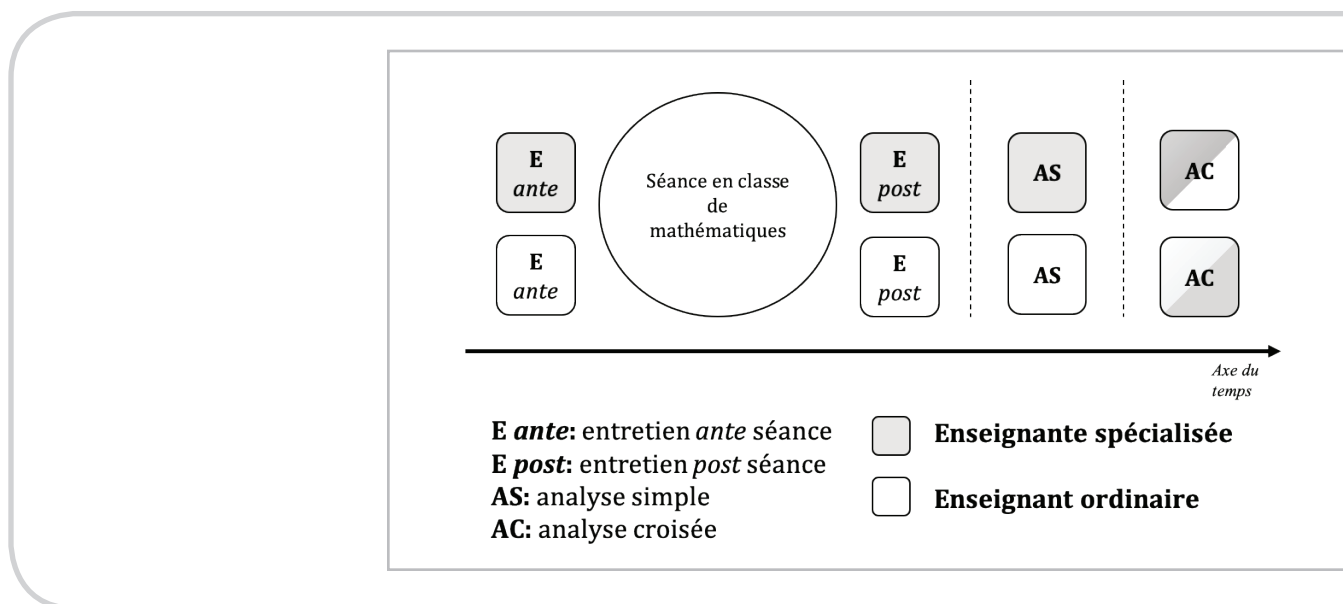 E
ante
E
ante
Séance en classe
de
mathématiques
E
post
E
post
AS
AS
AC
AC
Axe du
temps
E ante: entretien ante séance
E post: entretien post séance
AS: analyse simple
AC: analyse croisée
Enseignante spécialisée
Enseignant ordinaire